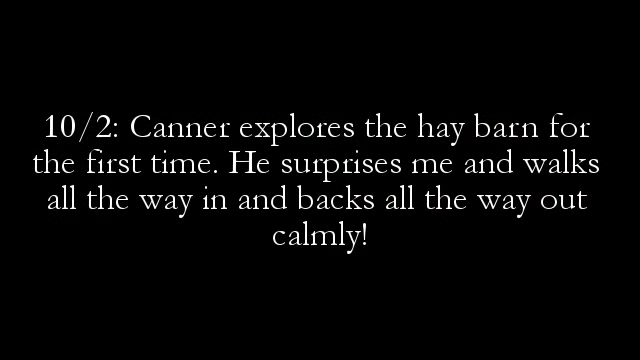 10/2: Canner explores the hay barn for
the first time. He surprises me and walks
all the way in and backs all the way out
calmly!